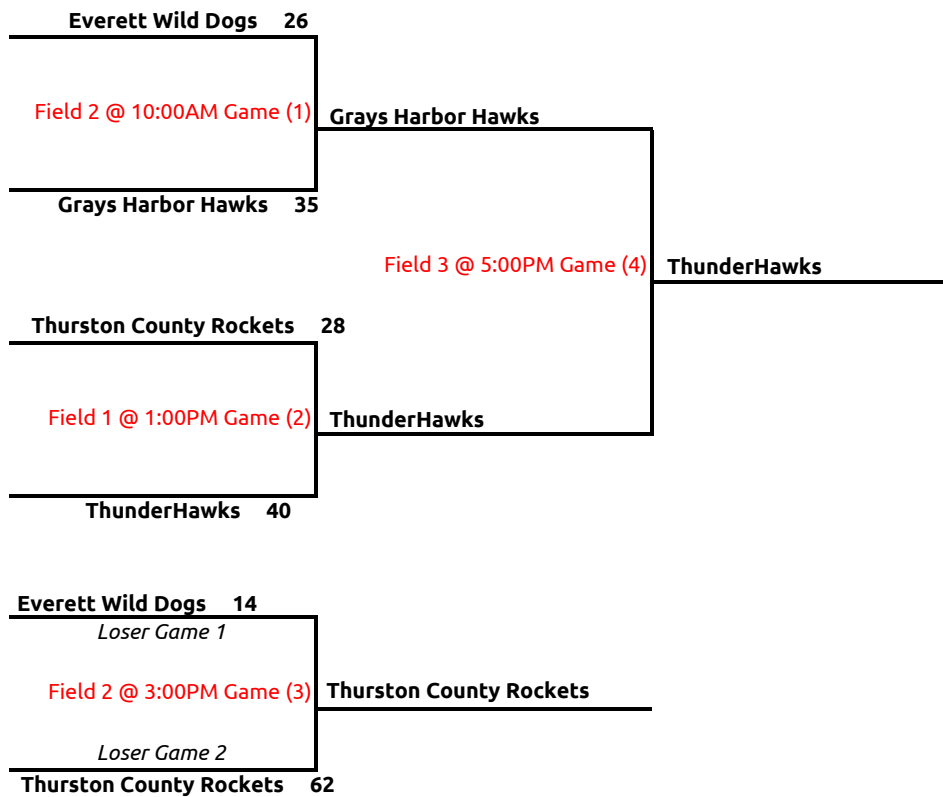 Everett Wild Dogs 26
Field 2 @ 10:00AM Game (1)
Grays Harbor Hawks
Grays Harbor Hawks 35
Field 3 @ 5:00PM Game (4)
ThunderHawks
Thurston County Rockets 28
Field 1 @ 1:00PM Game (2)
ThunderHawks
ThunderHawks 40
Everett Wild Dogs 14
Loser Game 1
Field 2 @ 3:00PM Game (3)
Thurston County Rockets
Loser Game 2
Thurston County Rockets 62